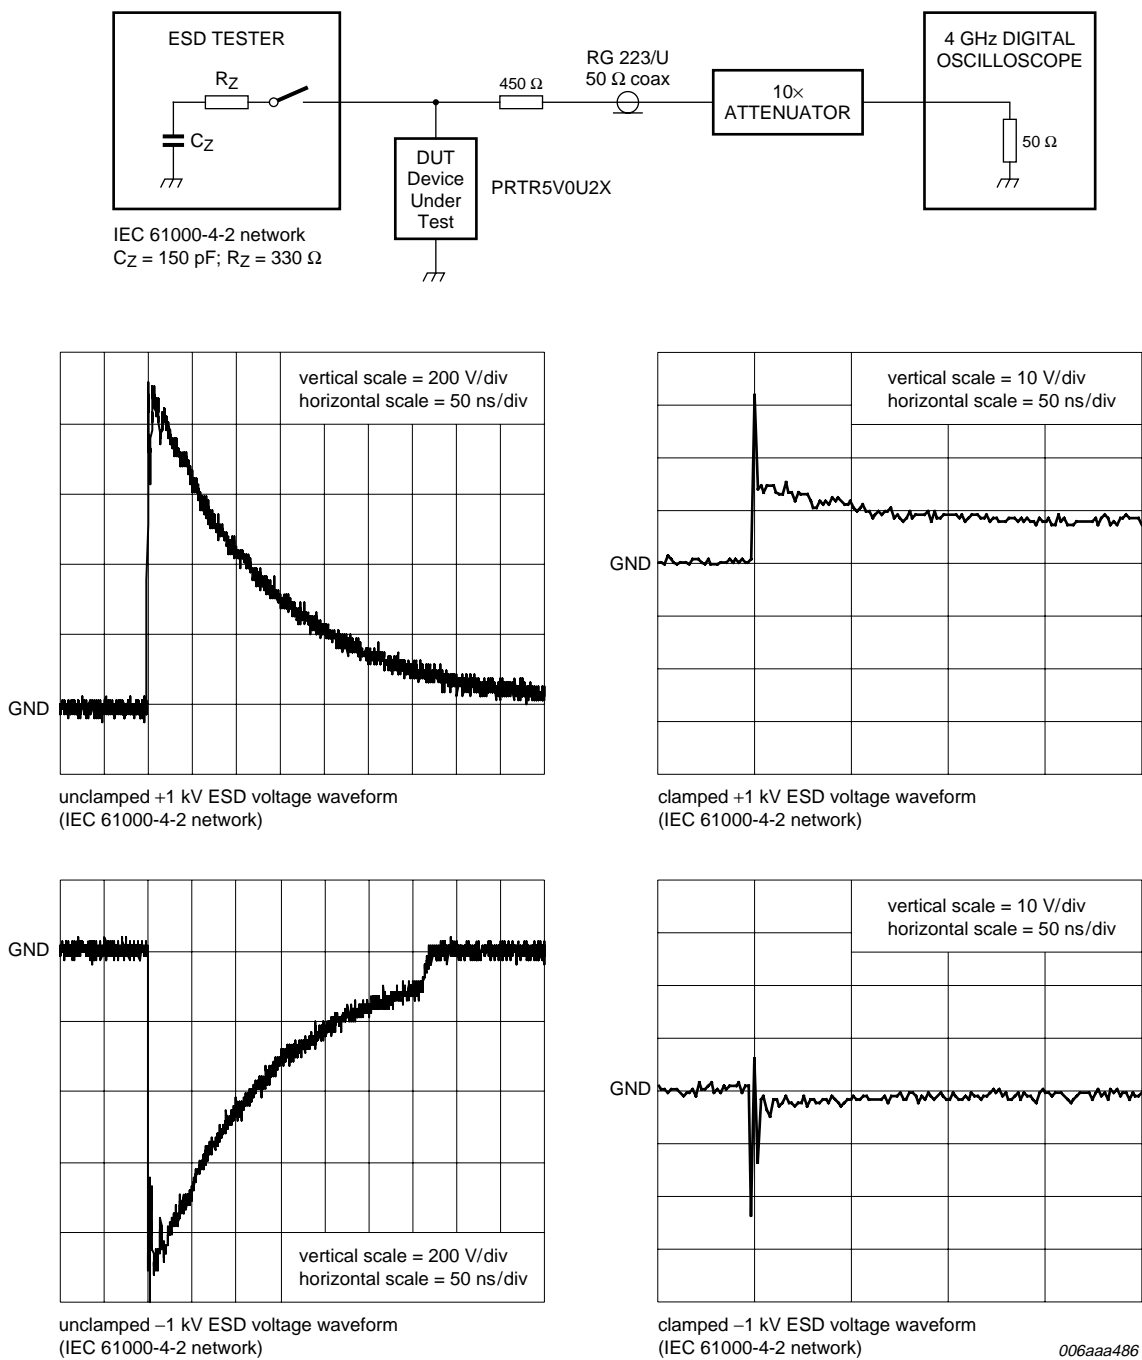 ESD TESTER
RZ
CZ
IEC 61000-4-2 network
CZ = 150 pF; RZ = 330 Ω
DUT
Device
Under
Test
PRTR5V0U2X
450 Ω
RG 223/U
50 Ω coax
10×
ATTENUATOR
4 GHz DIGITAL
OSCILLOSCOPE
50 Ω
vertical scale = 200 V/div
horizontal scale = 50 ns/div
GND
unclamped +1 kV ESD voltage waveform
(IEC 61000-4-2 network)
vertical scale = 10 V/div
horizontal scale = 50 ns/div
GND
clamped +1 kV ESD voltage waveform
(IEC 61000-4-2 network)
GND
vertical scale = 200 V/div
horizontal scale = 50 ns/div
unclamped −1 kV ESD voltage waveform
(IEC 61000-4-2 network)
vertical scale = 10 V/div
horizontal scale = 50 ns/div
GND
clamped −1 kV ESD voltage waveform
(IEC 61000-4-2 network)
006aaa486